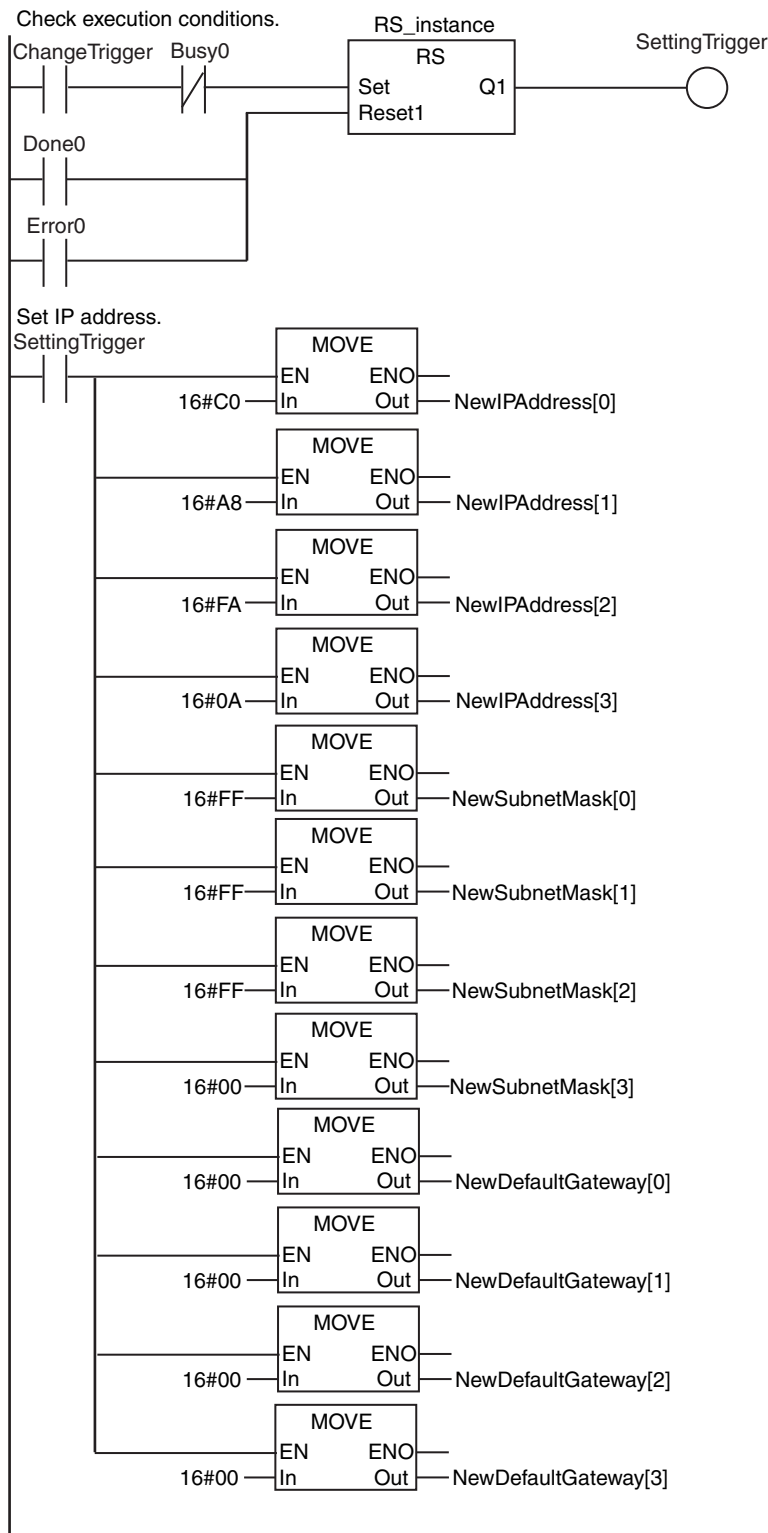 Check execution conditions.
RS_instance
SettingTrigger
ChangeTrigger Busy0
RS
Set Q1
Reset1
Done0
Error0
Set IP address.
SettingTrigger
MOVE
EN ENO
16#C0 In Out NewIPAddress[0]
MOVE
EN ENO
16#A8 In Out NewIPAddress[1]
MOVE
EN ENO
16#FA In Out NewIPAddress[2]
MOVE
EN ENO
16#0A In Out NewIPAddress[3]
MOVE
EN ENO
16#FF In Out NewSubnetMask[0]
MOVE
EN ENO
16#FF In Out NewSubnetMask[1]
MOVE
EN ENO
16#FF In Out NewSubnetMask[2]
MOVE
EN ENO
16#00 In Out NewSubnetMask[3]
MOVE
EN ENO
16#00 In Out NewDefaultGateway[0]
MOVE
EN ENO
16#00 In Out NewDefaultGateway[1]
MOVE
EN ENO
16#00 In Out NewDefaultGateway[2]
MOVE
EN ENO
16#00 In Out NewDefaultGateway[3]